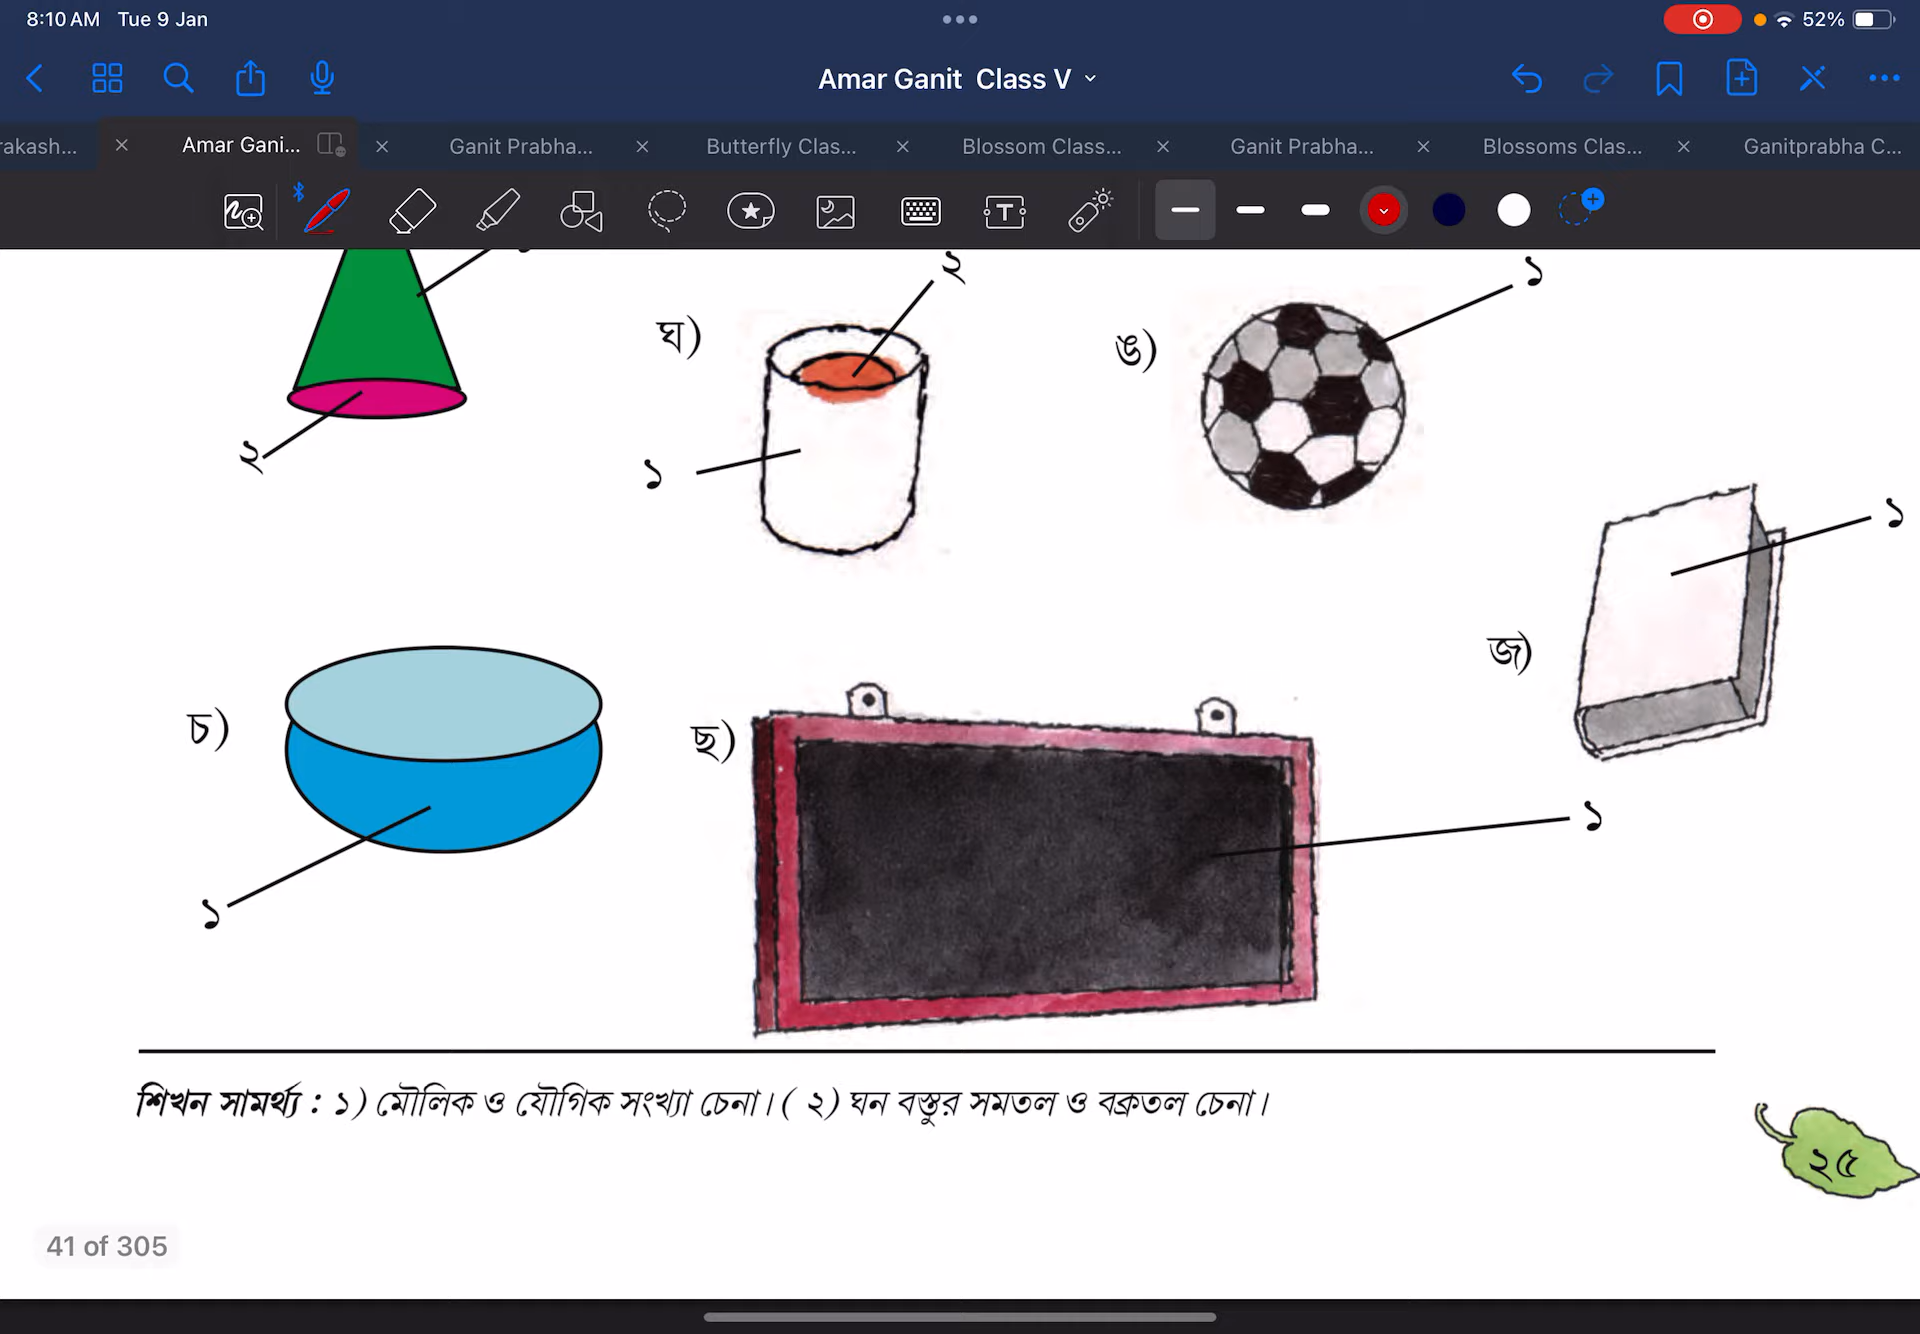 8:10 AM Tue 9 Jan
52%
Amar Ganit Class V
rakash...
Amar Gani...
Ganit Prabha...
Butterfly Clas...
Blossom Class...
Ganit Prabha...
Blossoms Clas...
Ganitprabha C...
২
ঘ)
২
১
ঙ)
১
জ)
১
চ)
১
ছ)
১
শিখন সামর্থ্য : ১) মৌলিক ও যৌগিক সংখ্যা চেনা। ( ২) ঘন বস্তুর সমতল ও বক্রতল চেনা।
২৫
41 of 305